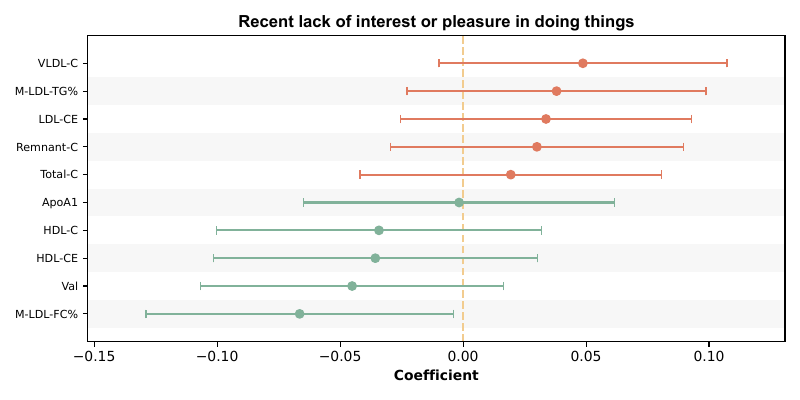 Recent lack of interest or pleasure in doing things
VLDL-C
M-LDL-TG%
LDL-CE
Remnant-C
Total-C
ApoA1
HDL-C
HDL-CE
Val
M-LDL-FC%
−0.15 −0.10 −0.05 0.00 0.05 0.10
Coefficient